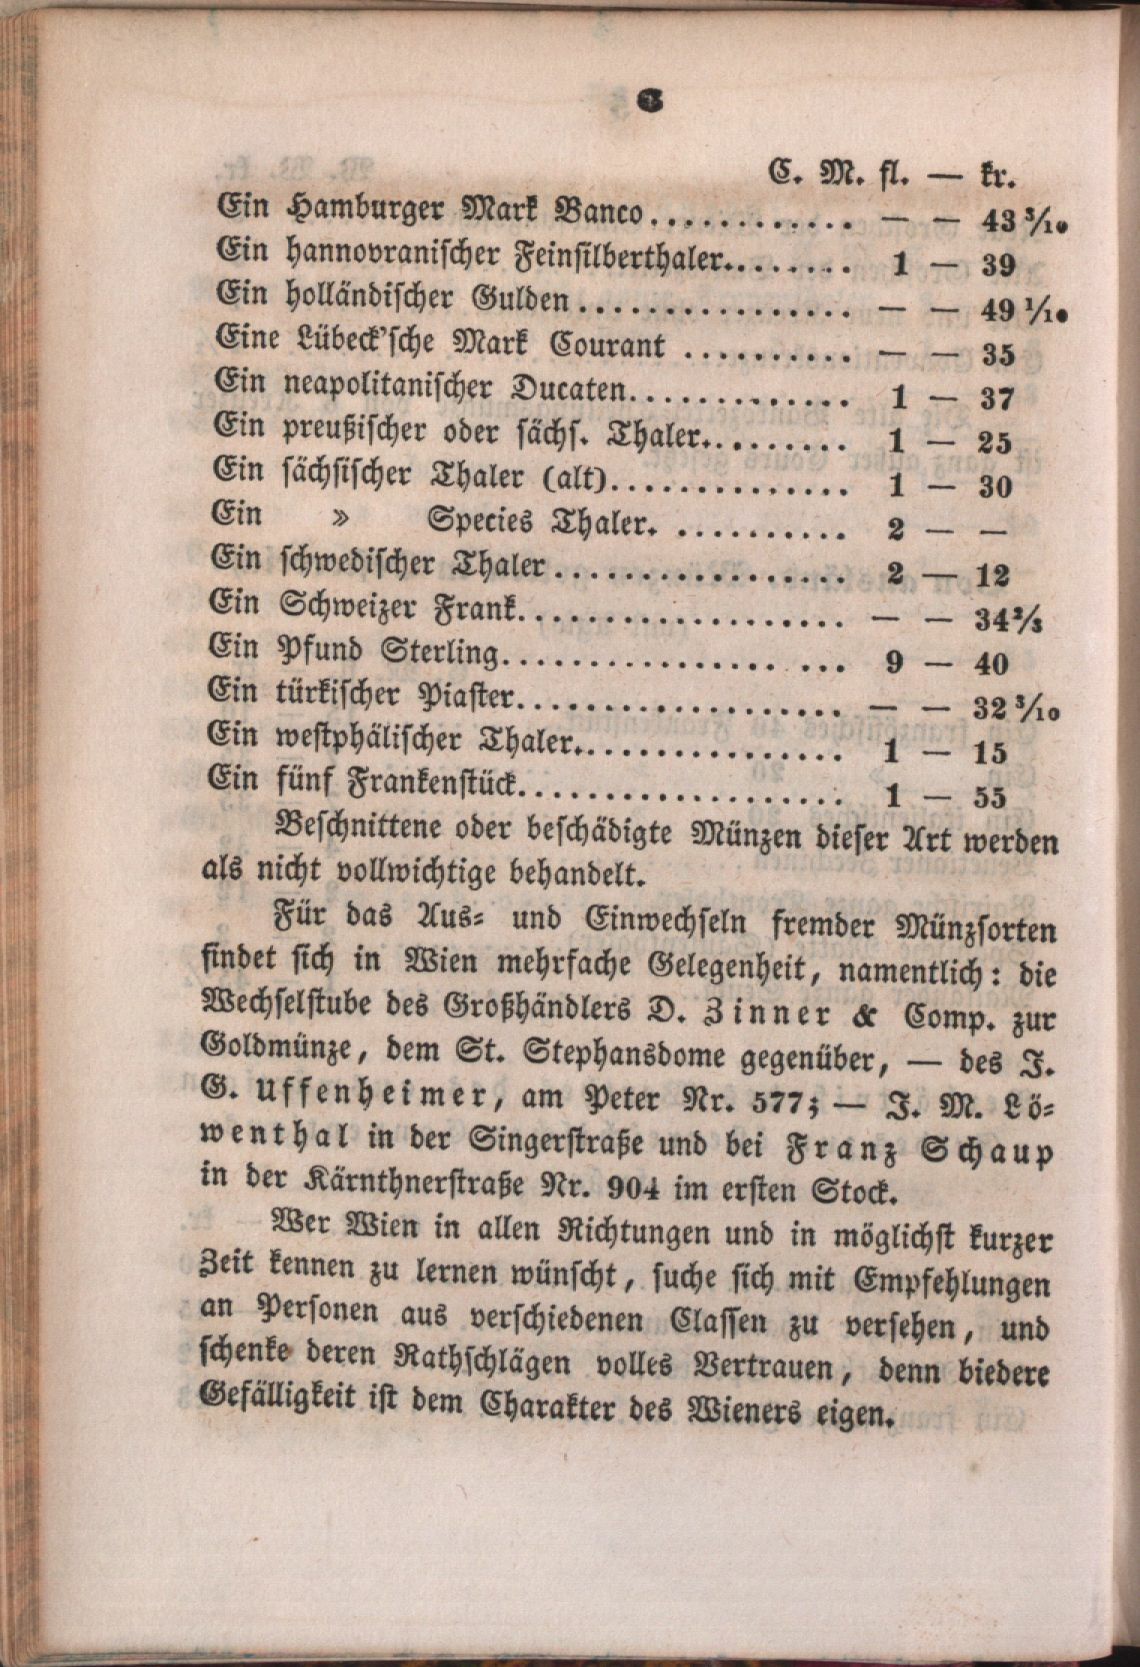 6
C. M. fl. — kr.
Ein Hamburger Mark Banco............ — — 43 3/10
Ein hannovranischer Feinsilberthaler......... 1 — 39
Ein holländischer Gulden................... — — 49 1/10
Eine Lübeck'sche Mark Courant ............ — — 35
Ein neapolitanischer Ducaten............... 1 — 37
Ein preußischer oder sächs. Thaler.......... 1 — 25
Ein sächsischer Thaler (alt)................. 1 — 30
Ein » Species Thaler. ........... 2 — —
Ein schwedischer Thaler................... 2 — 12
Ein Schweizer Frank....................... — — 34 2/3
Ein Pfund Sterling................... ... 9 — 40
Ein türkischer Piaster...................... — — 32 3/10
Ein westphälischer Thaler................... 1 — 15
Ein fünf Frankenstück...................... 1 — 55
Beschnittene oder beschädigte Münzen dieser Art werden
als nicht vollwichtige behandelt.
Für das Aus- und Einwechseln fremder Münzsorten
findet sich in Wien mehrfache Gelegenheit, namentlich: die
Wechselstube des Großhändlers D. Zinner & Comp. zur
Goldmünze, dem St. Stephansdome gegenüber, — des J.
G. Uffenheimer, am Peter Nr. 577; — J. M. Lö-
wenthal in der Singerstraße und bei Franz Schaup
in der Kärnthnerstraße Nr. 904 im ersten Stock.
Wer Wien in allen Richtungen und in möglichst kurzer
Zeit kennen zu lernen wünscht, suche sich mit Empfehlungen
an Personen aus verschiedenen Classen zu versehen, und
schenke deren Rathschlägen volles Vertrauen, denn biedere
Gefälligkeit ist dem Charakter des Wieners eigen.